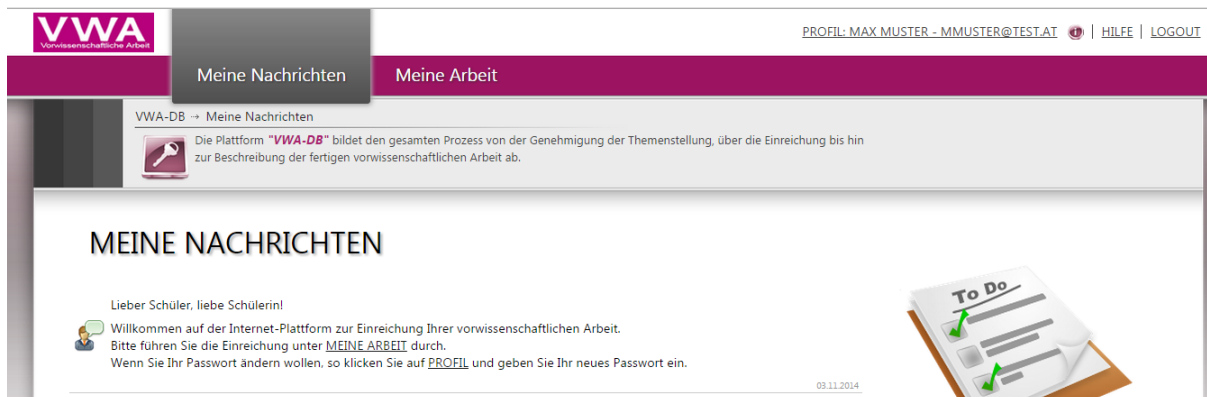 VWA
Vorwissenschaftliche Arbeit
PROFIL: MAX MUSTER - MMUSTER@TEST.AT | HILFE | LOGOUT
Meine Nachrichten Meine Arbeit
VWA-DB ⇢ Meine Nachrichten
Die Plattform "VWA-DB" bildet den gesamten Prozess von der Genehmigung der Themenstellung, über die Einreichung bis hin
zur Beschreibung der fertigen vorwissenschaftlichen Arbeit ab.
MEINE NACHRICHTEN
To Do
Lieber Schüler, liebe Schülerin!
Willkommen auf der Internet-Plattform zur Einreichung Ihrer vorwissenschaftlichen Arbeit.
Bitte führen Sie die Einreichung unter MEINE ARBEIT durch.
Wenn Sie Ihr Passwort ändern wollen, so klicken Sie auf PROFIL und geben Sie Ihr neues Passwort ein.
03.11.2014